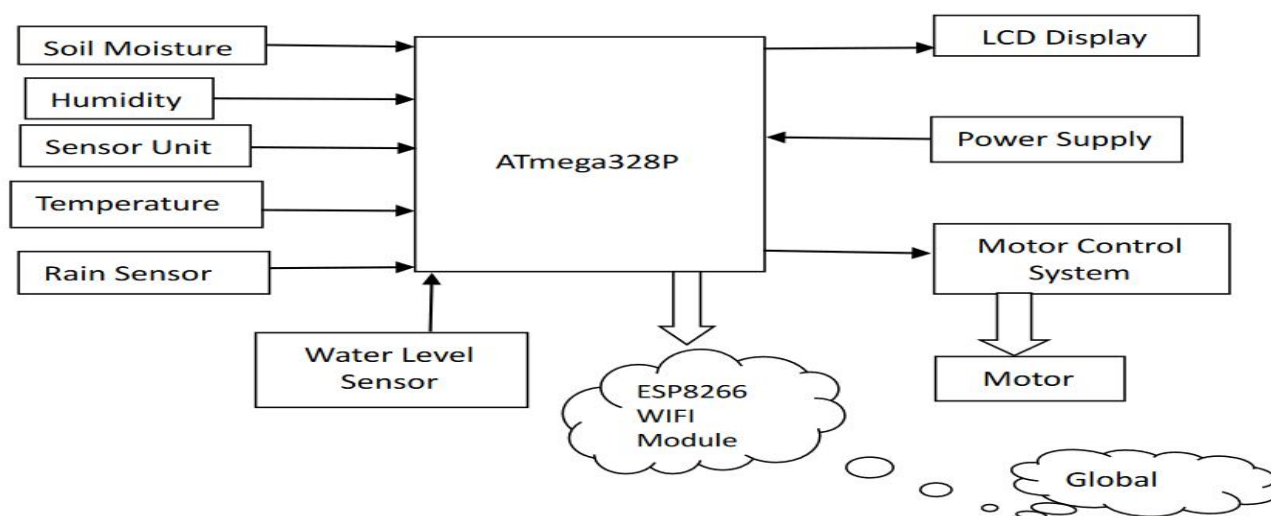 Soil Moisture
Humidity
Sensor Unit
Temperature
Rain Sensor
Water Level
Sensor
ATmega328P
ESP8266
WIFI
Module
LCD Display
Power Supply
Motor Control
System
Motor
Global